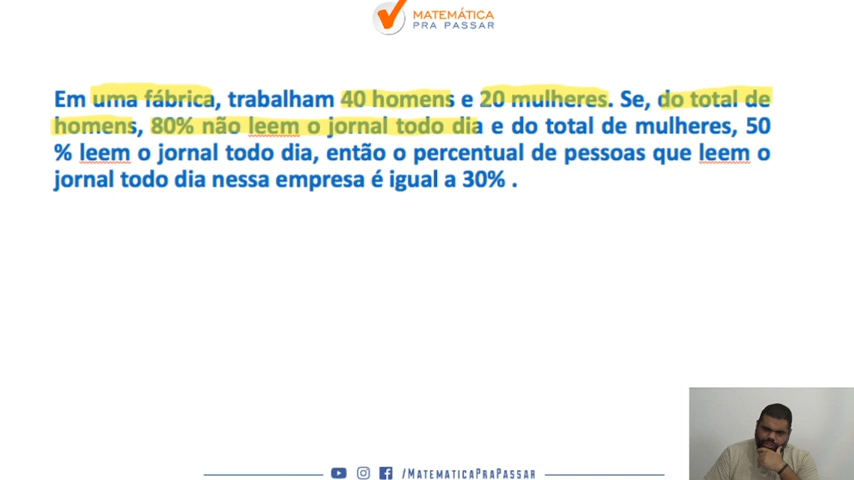 MATEMÁTICA
PRA PASSAR
Em uma fábrica, trabalham 40 homens e 20 mulheres. Se, do total de
homens, 80% não leem o jornal todo dia e do total de mulheres, 50
% leem o jornal todo dia, então o percentual de pessoas que leem o
jornal todo dia nessa empresa é igual a 30% .
/MATEMATICAPRAPASSAR